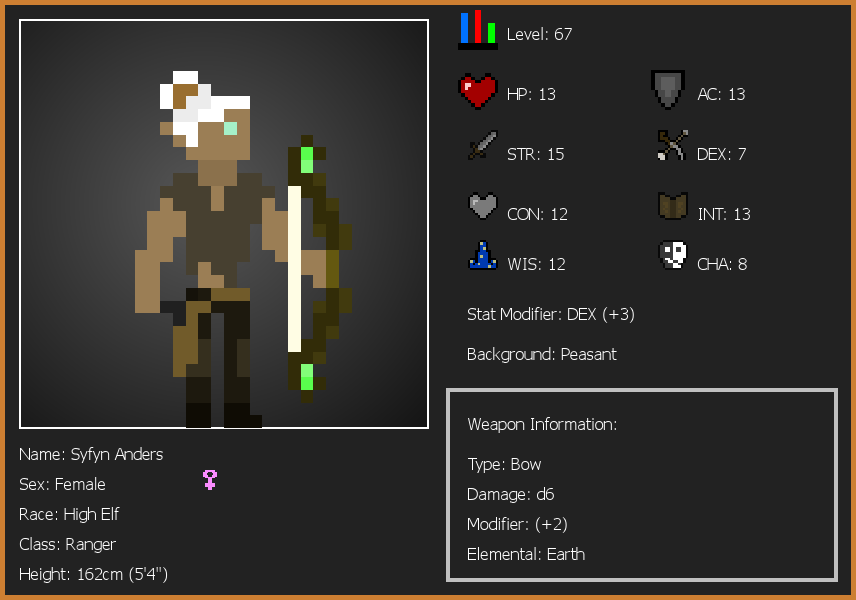 Level: 67
HP: 13
AC: 13
STR: 15
DEX: 7
CON: 12
INT: 13
WIS: 12
CHA: 8
Stat Modifier: DEX (+3)
Background: Peasant
Weapon Information:
Type: Bow
Damage: d6
Modifier: (+2)
Elemental: Earth
Name: Syfyn Anders
Sex: Female
Race: High Elf
Class: Ranger
Height: 162cm (5'4")